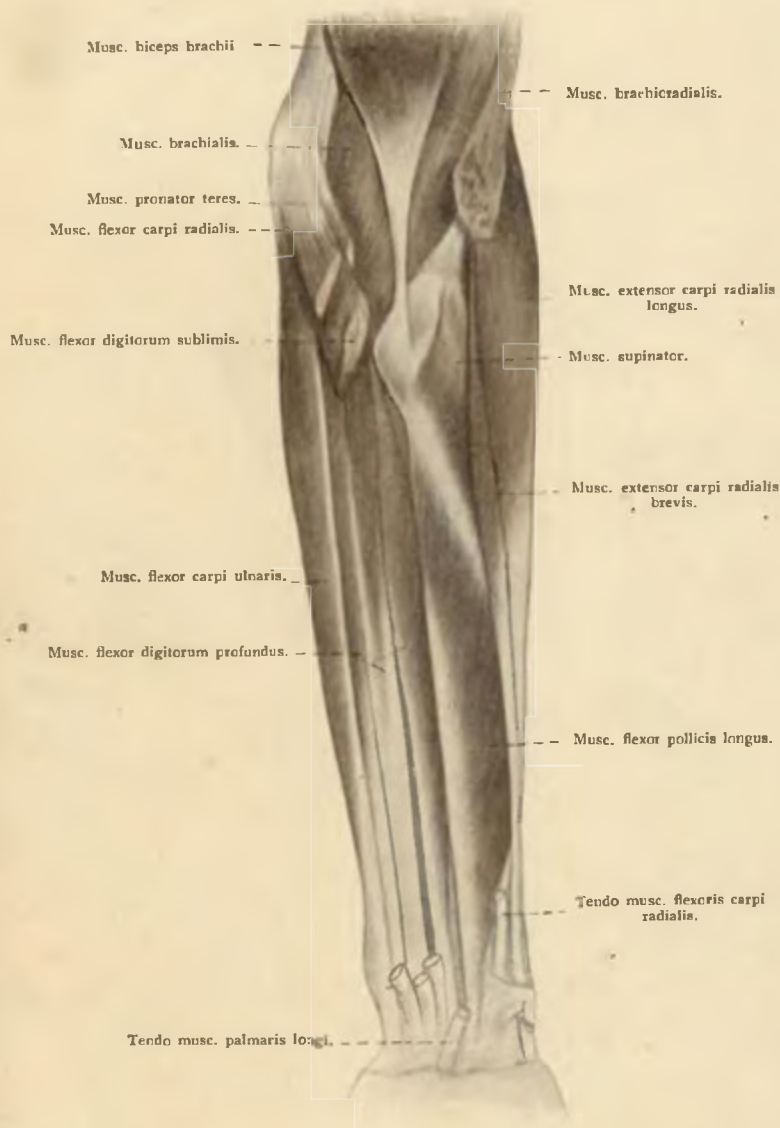 Musc. biceps brachii
Musc. brachioradialis.
Musc. brachialis.
Musc. pronator teres.
Musc. flexor carpi radialis.
Musc. extensor carpi radialis
longus.
Musc. flexor digitorum sublimis.
Musc. supinator.
Musc. extensor carpi radialis
brevis.
Musc. flexor carpi ulnaris.
Musc. flexor digitorum profundus.
Musc. flexor pollicis longus.
Tendo musc. flexoris carpi
radialis.
Tendo musc. palmaris longi.